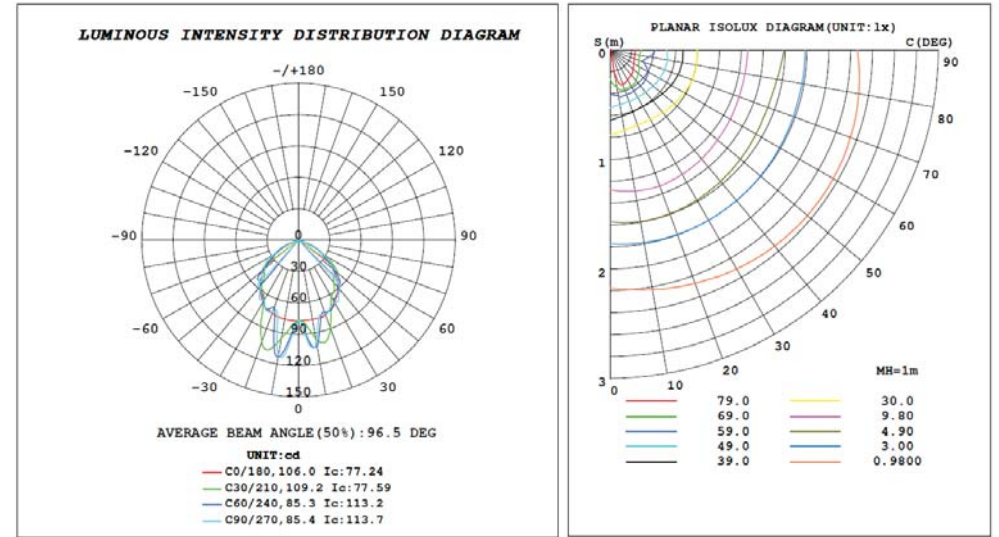 LUMINOUS INTENSITY DISTRIBUTION DIAGRAM
-/+180
-150 150
-120 120
-90 90
-60 60
-30 30
0
0
30
60
90
120
150
AVERAGE BEAM ANGLE(50%):96.5 DEG
UNIT:cd
C0/180,106.0 Ic:77.24
C30/210,109.2 Ic:77.59
C60/240,85.3 Ic:113.2
C90/270,85.4 Ic:113.7
PLANAR ISOLUX DIAGRAM(UNIT:lx)
S(m) C(DEG)
0 90
80
1
70
60
2 50
40
30
3 0 10 20
MH=1m
79.0 30.0
69.0 9.80
59.0 4.90
49.0 3.00
39.0 0.9800